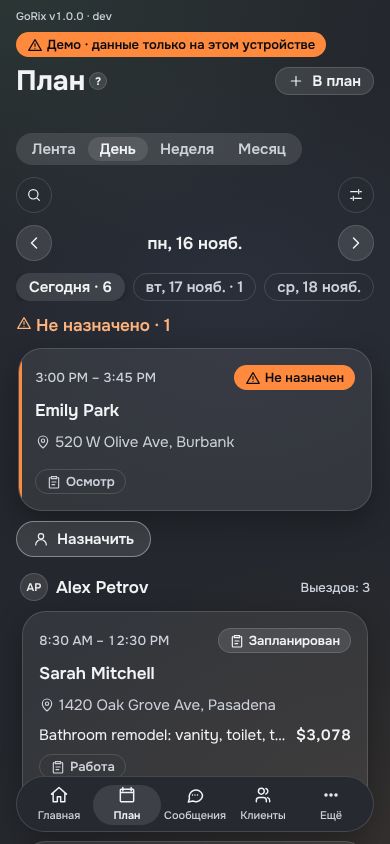 GoRix v1.0.0 · dev
Демо · данные только на этом устройстве
План ?
+ В план
Лента День Неделя Месяц
пн, 16 нояб.
Сегодня · 6 вт, 17 нояб. · 1 ср, 18 нояб.
Не назначено · 1
3:00 PM – 3:45 PM Не назначен
Emily Park
520 W Olive Ave, Burbank
Осмотр
Назначить
AP Alex Petrov Выездов: 3
8:30 AM – 12:30 PM Запланирован
Sarah Mitchell
1420 Oak Grove Ave, Pasadena
Bathroom remodel: vanity, toilet, t... $3,078
Работа
Главная План Сообщения Клиенты Ещё